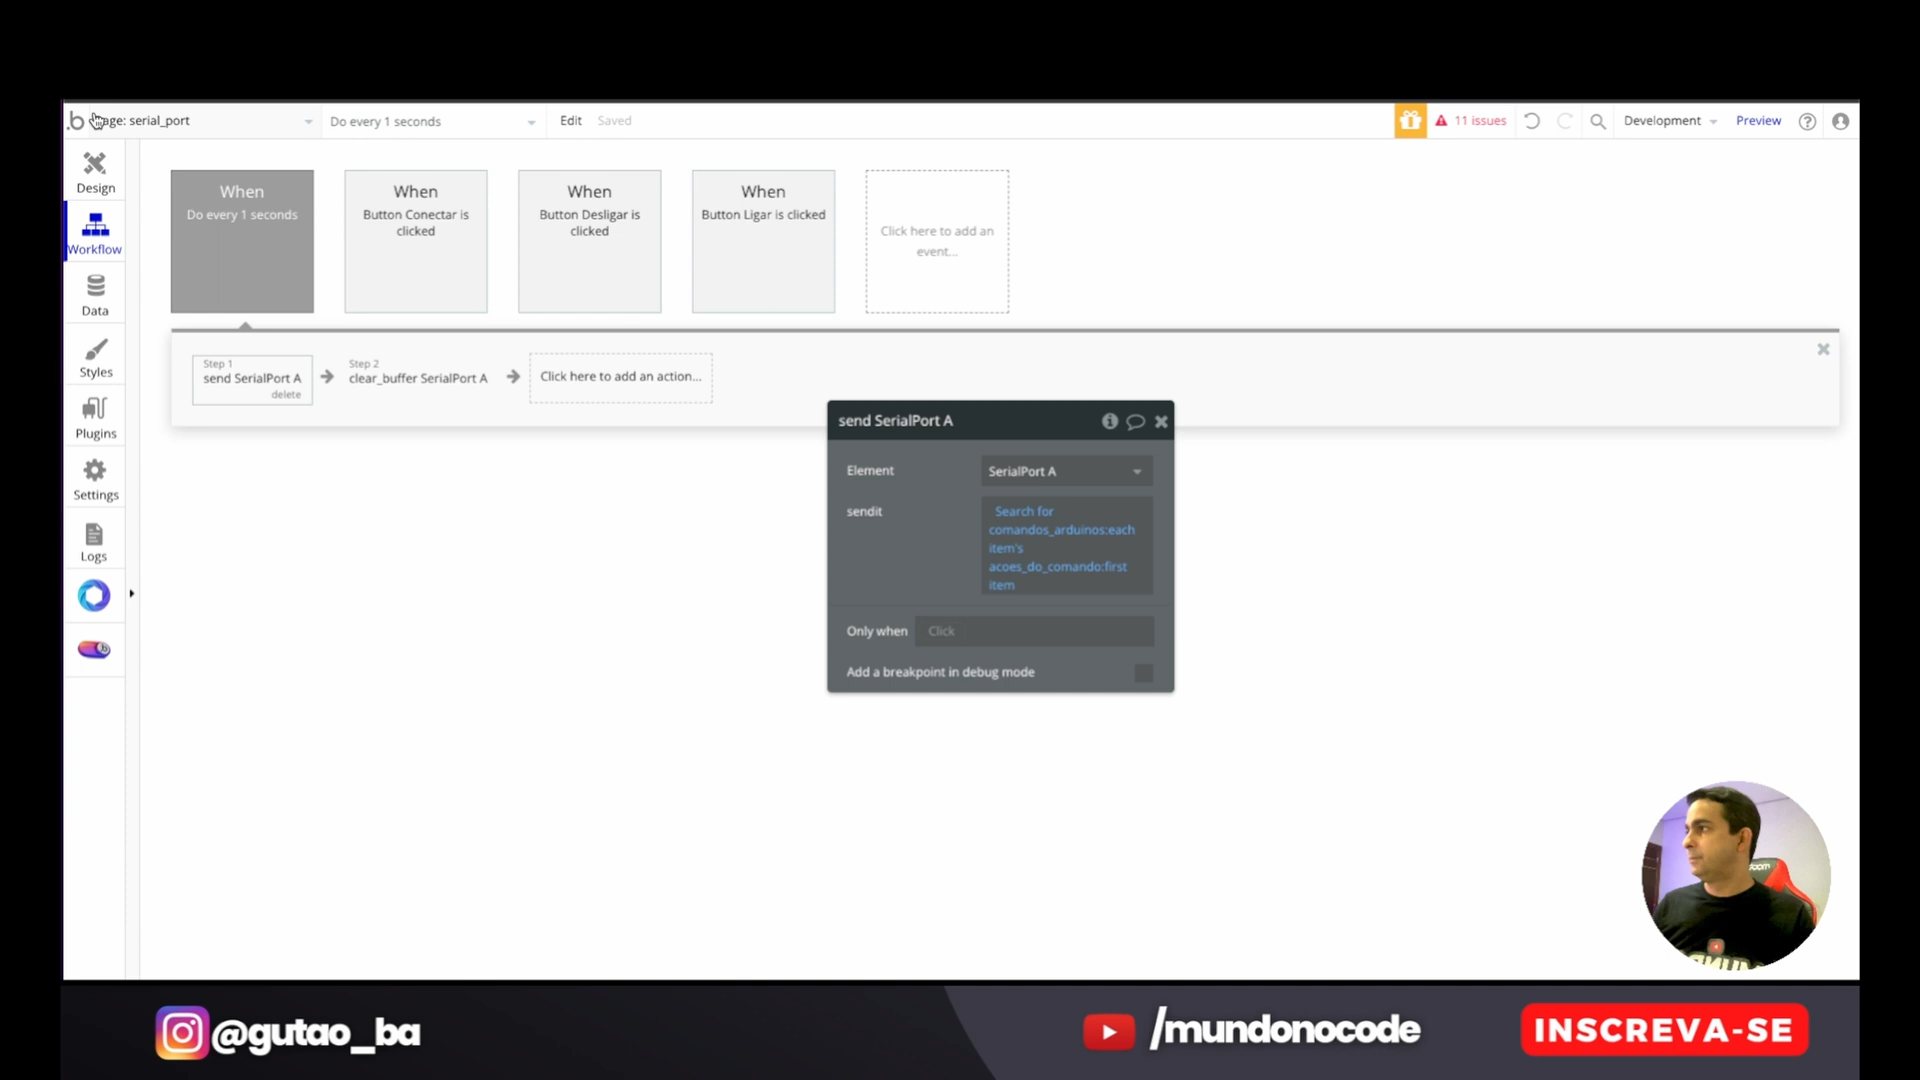 .b
age: serial_port
Do every 1 seconds
Edit
Saved
11 issues
Development
Preview
Design
Workflow
Data
Styles
Plugins
Settings
Logs
When
Do every 1 seconds
When
Button Conectar is
clicked
When
Button Desligar is
clicked
When
Button Ligar is clicked
Click here to add an
event...
Step 1
send SerialPort A
delete
Step 2
clear_buffer SerialPort A
Click here to add an action...
send SerialPort A
Element
SerialPort A
sendit
Search for
comandos_arduinos:each
item's
acoes_do_comando:first
item
Only when
Click
Add a breakpoint in debug mode
@gutao_ba
/mundonocode
INSCREVA-SE